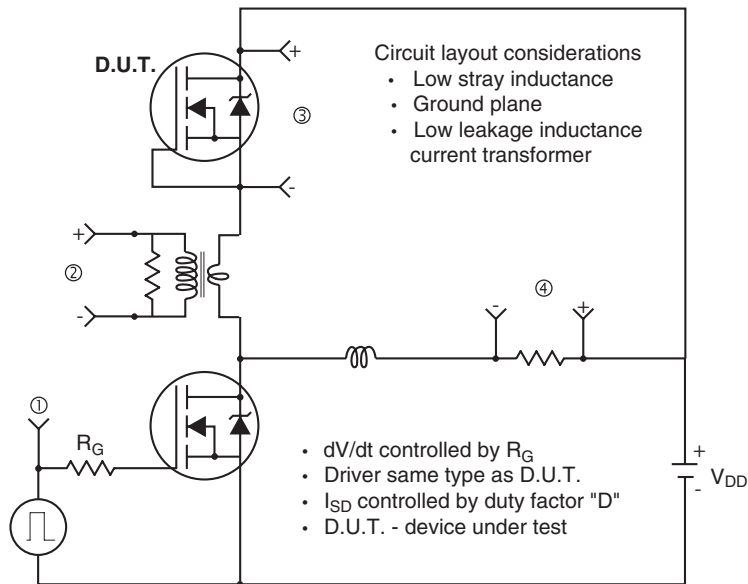 D.U.T.
+
③
-
Circuit layout considerations
• Low stray inductance
• Ground plane
• Low leakage inductance
current transformer
+
②
-
-
④
+
①
R_G
• dV/dt controlled by R_G
• Driver same type as D.U.T.
• I_SD controlled by duty factor "D"
• D.U.T. - device under test
+
V_DD
-